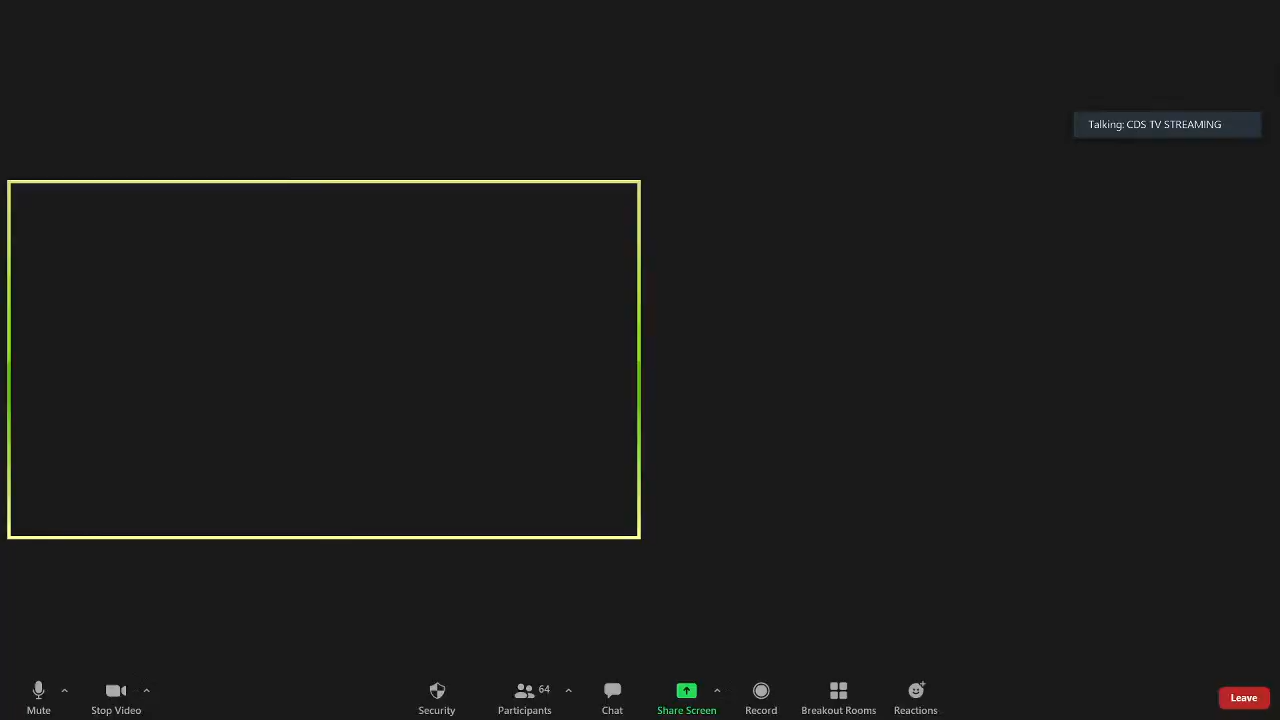 Talking: CDS TV STREAMING
64
Mute
Stop Video
Security
Participants
Chat
Share Screen
Record
Breakout Rooms
Reactions
Leave